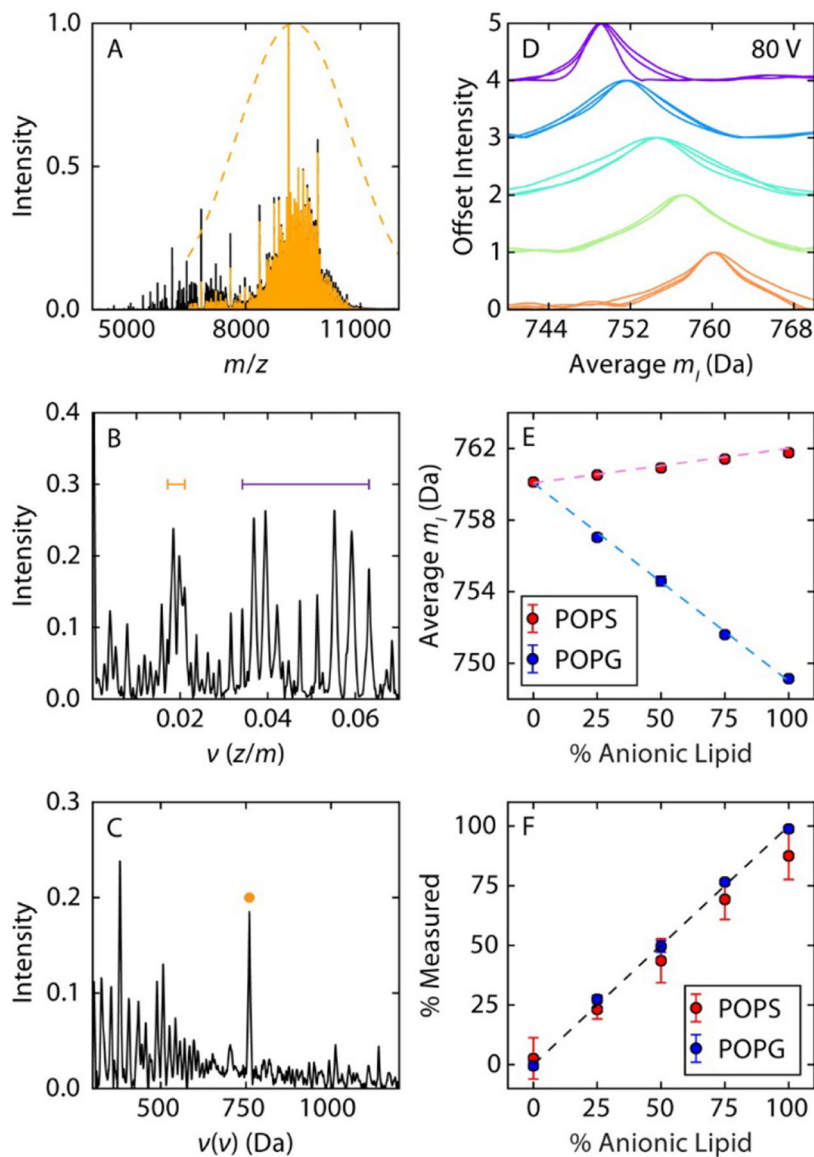 A
Intensity
1.0
0.5
0.0
5000 8000 11000
m/z
D
80 V
Offset Intensity
5
4
3
2
1
0
744 752 760 768
Average m_l (Da)
B
Intensity
0.4
0.3
0.2
0.1
0.0
0.02 0.04 0.06
ν (z/m)
E
Average m_l (Da)
762
758
754
750
POPS
POPG
0 25 50 75 100
% Anionic Lipid
C
Intensity
0.3
0.2
0.1
0.0
500 750 1000
ν(ν) (Da)
F
% Measured
100
75
50
25
0
POPS
POPG
0 25 50 75 100
% Anionic Lipid